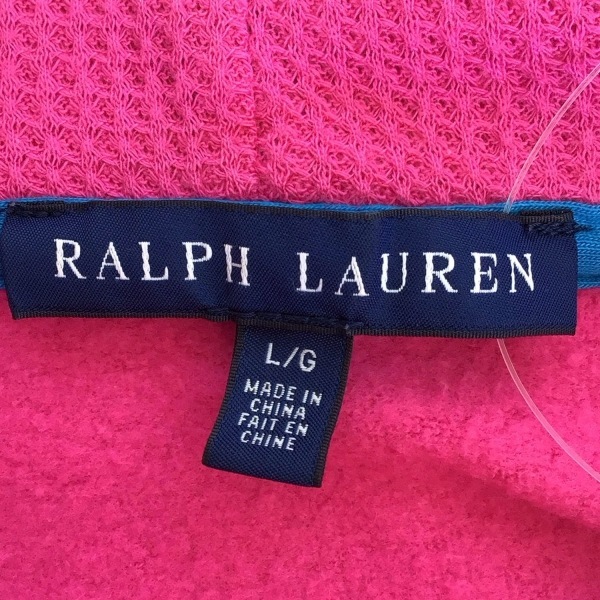 RALPH LAUREN
L/G
MADE IN
CHINA
FAIT EN
CHINE